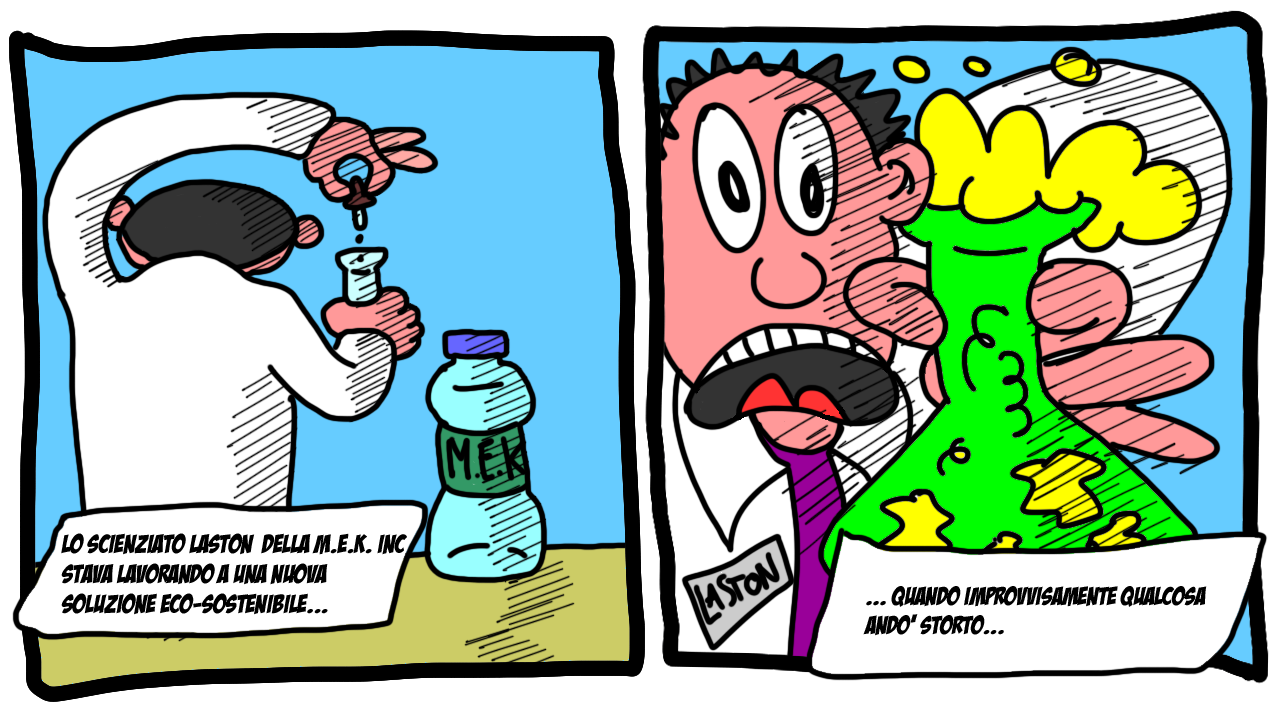 M.E.K
LO SCIENZIATO LASTON DELLA M.E.K. INC
STAVA LAVORANDO A UNA NUOVA
SOLUZIONE ECO-SOSTENIBILE...
LASTON
... QUANDO IMPROVVISAMENTE QUALCOSA
ANDO' STORTO...